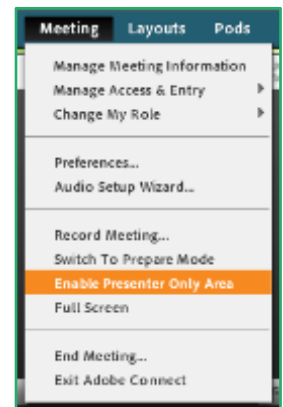 Meeting Layouts Pods
Manage Meeting Information
Manage Access & Entry
Change My Role
Preferences...
Audio Setup Wizard...
Record Meeting...
Switch To Prepare Mode
Enable Presenter Only Area
Full Screen
End Meeting...
Exit Adobe Connect